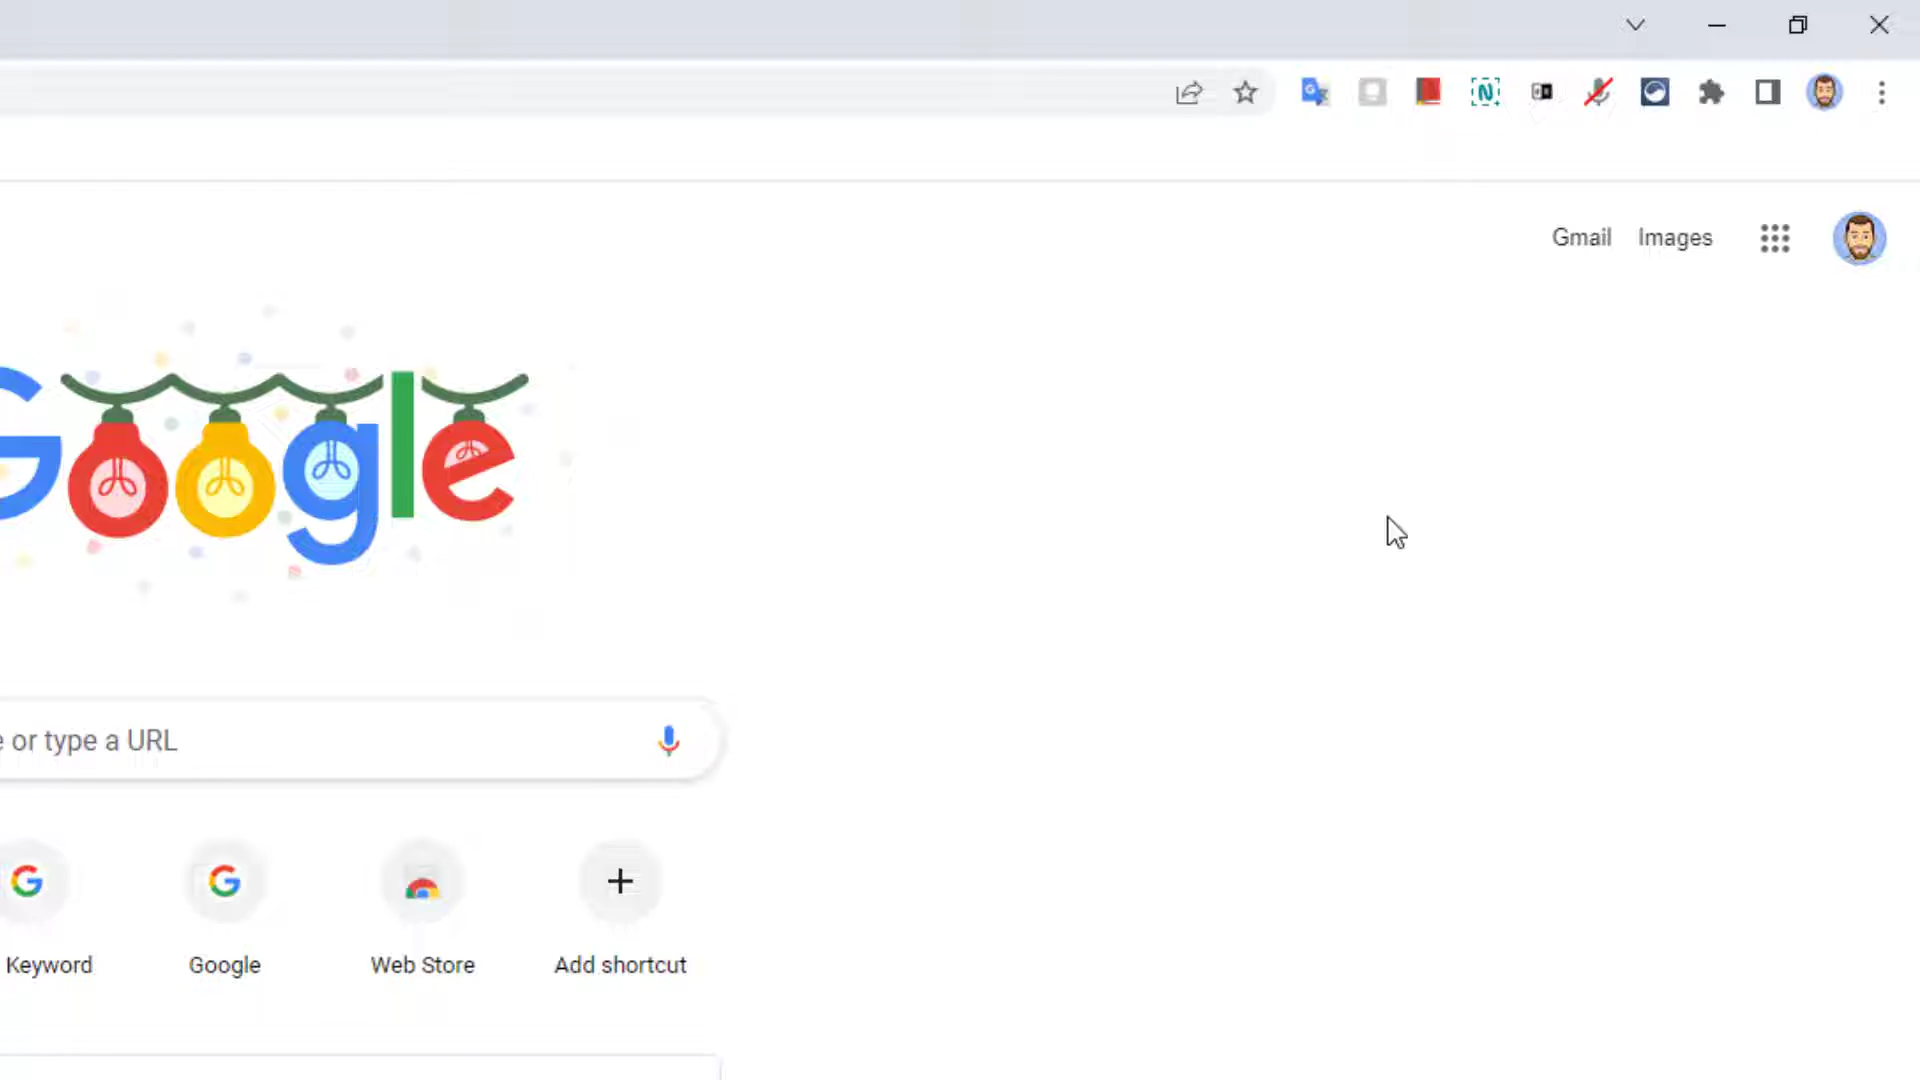 Gmail Images
Google
or type a URL
Keyword
Google
Web Store
Add shortcut